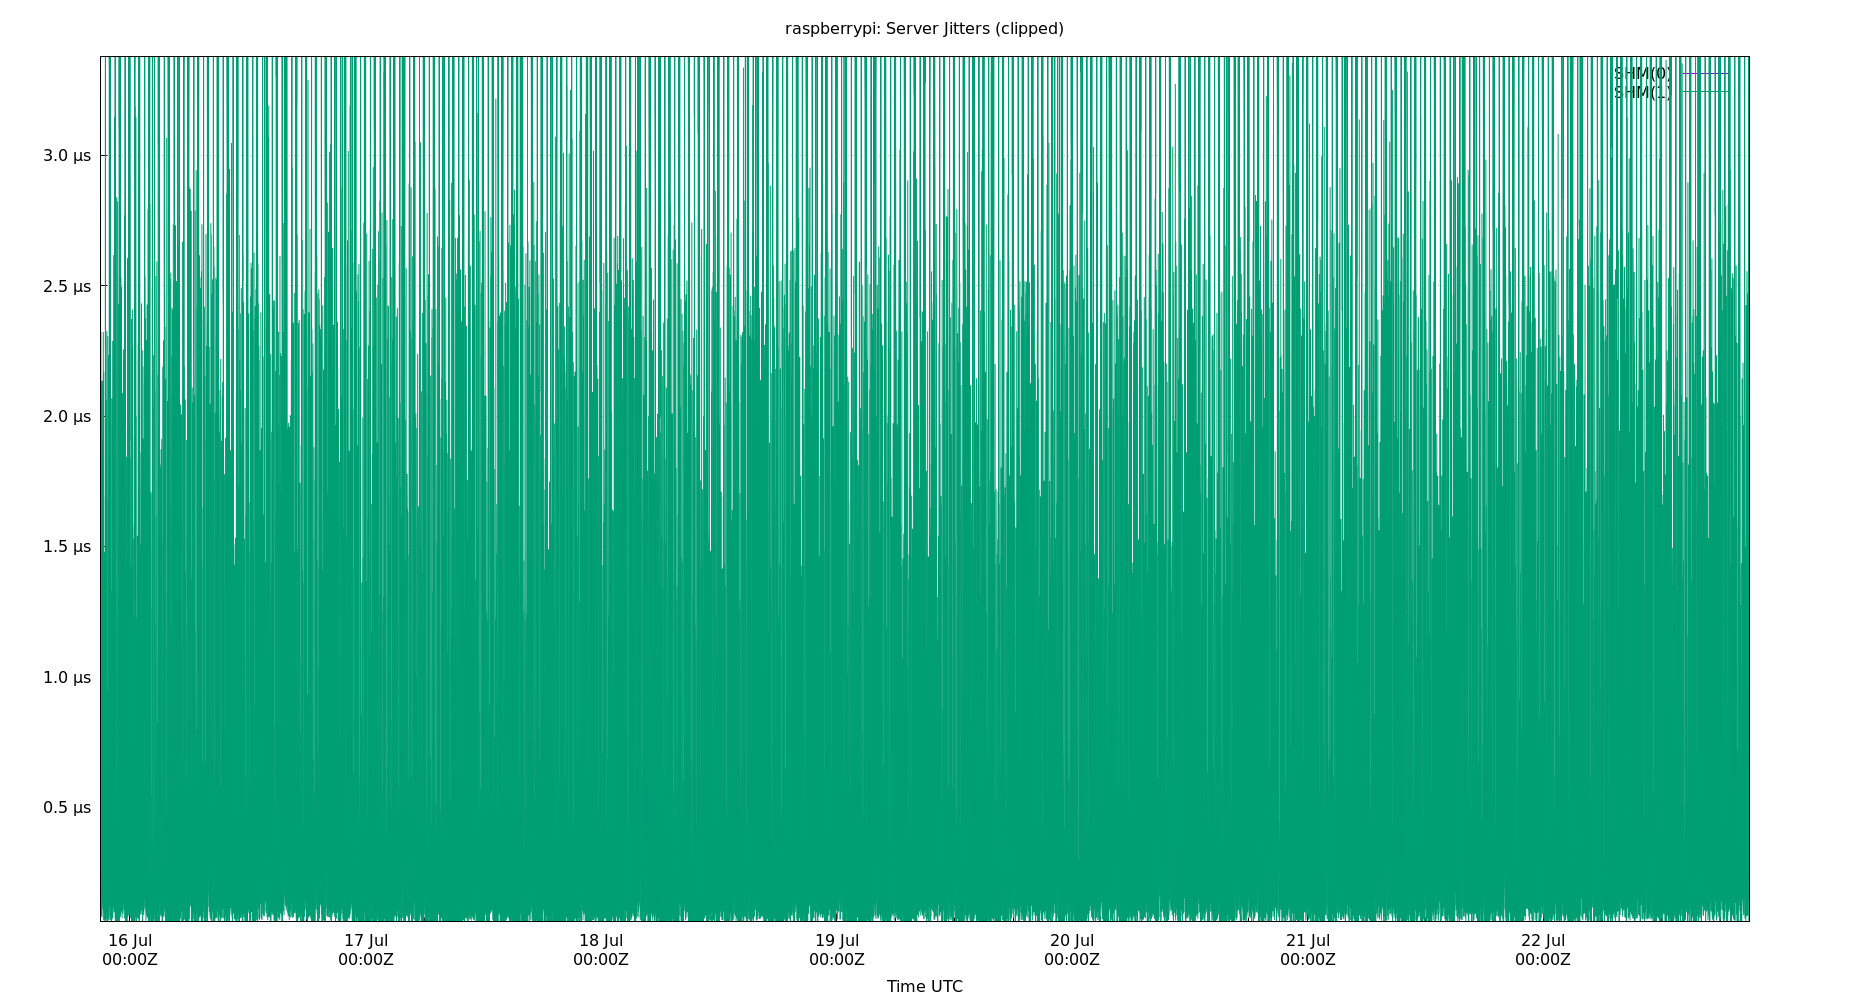 raspberrypi: Server Jitters (clipped)
SHM(0)
SHM(1)
3.0 μs
2.5 μs
2.0 μs
1.5 μs
1.0 μs
0.5 μs
16 Jul 17 Jul 18 Jul 19 Jul 20 Jul 21 Jul 22 Jul
00:00Z 00:00Z 00:00Z 00:00Z 00:00Z 00:00Z 00:00Z
Time UTC